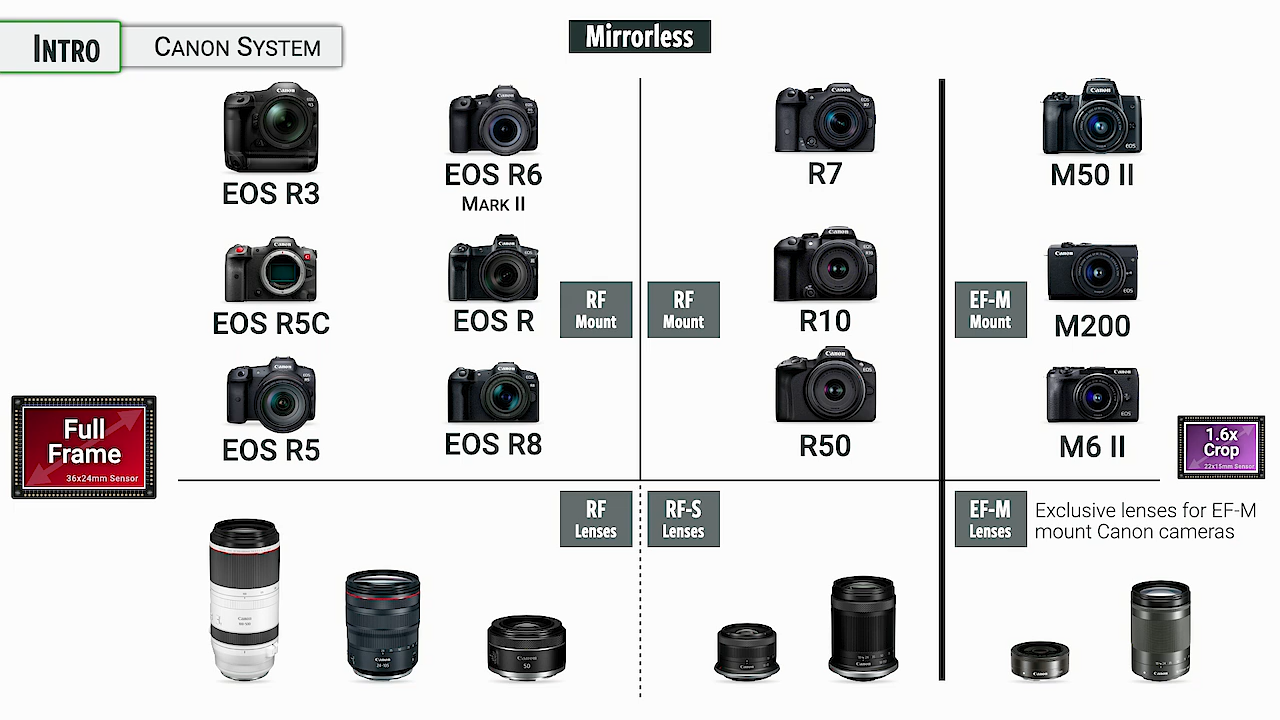 INTRO
CANON SYSTEM
Mirrorless
EOS R3
EOS R6
MARK II
R7
M50 II
EOS R5C
EOS R
RF
Mount
RF
Mount
R10
EF-M
Mount
M200
EOS R5
EOS R8
R50
M6 II
Full
Frame
36x24mm Sensor
1.6x
Crop
22x15mm Sensor
RF
Lenses
RF-S
Lenses
EF-M
Lenses
Exclusive lenses for EF-M
mount Canon cameras